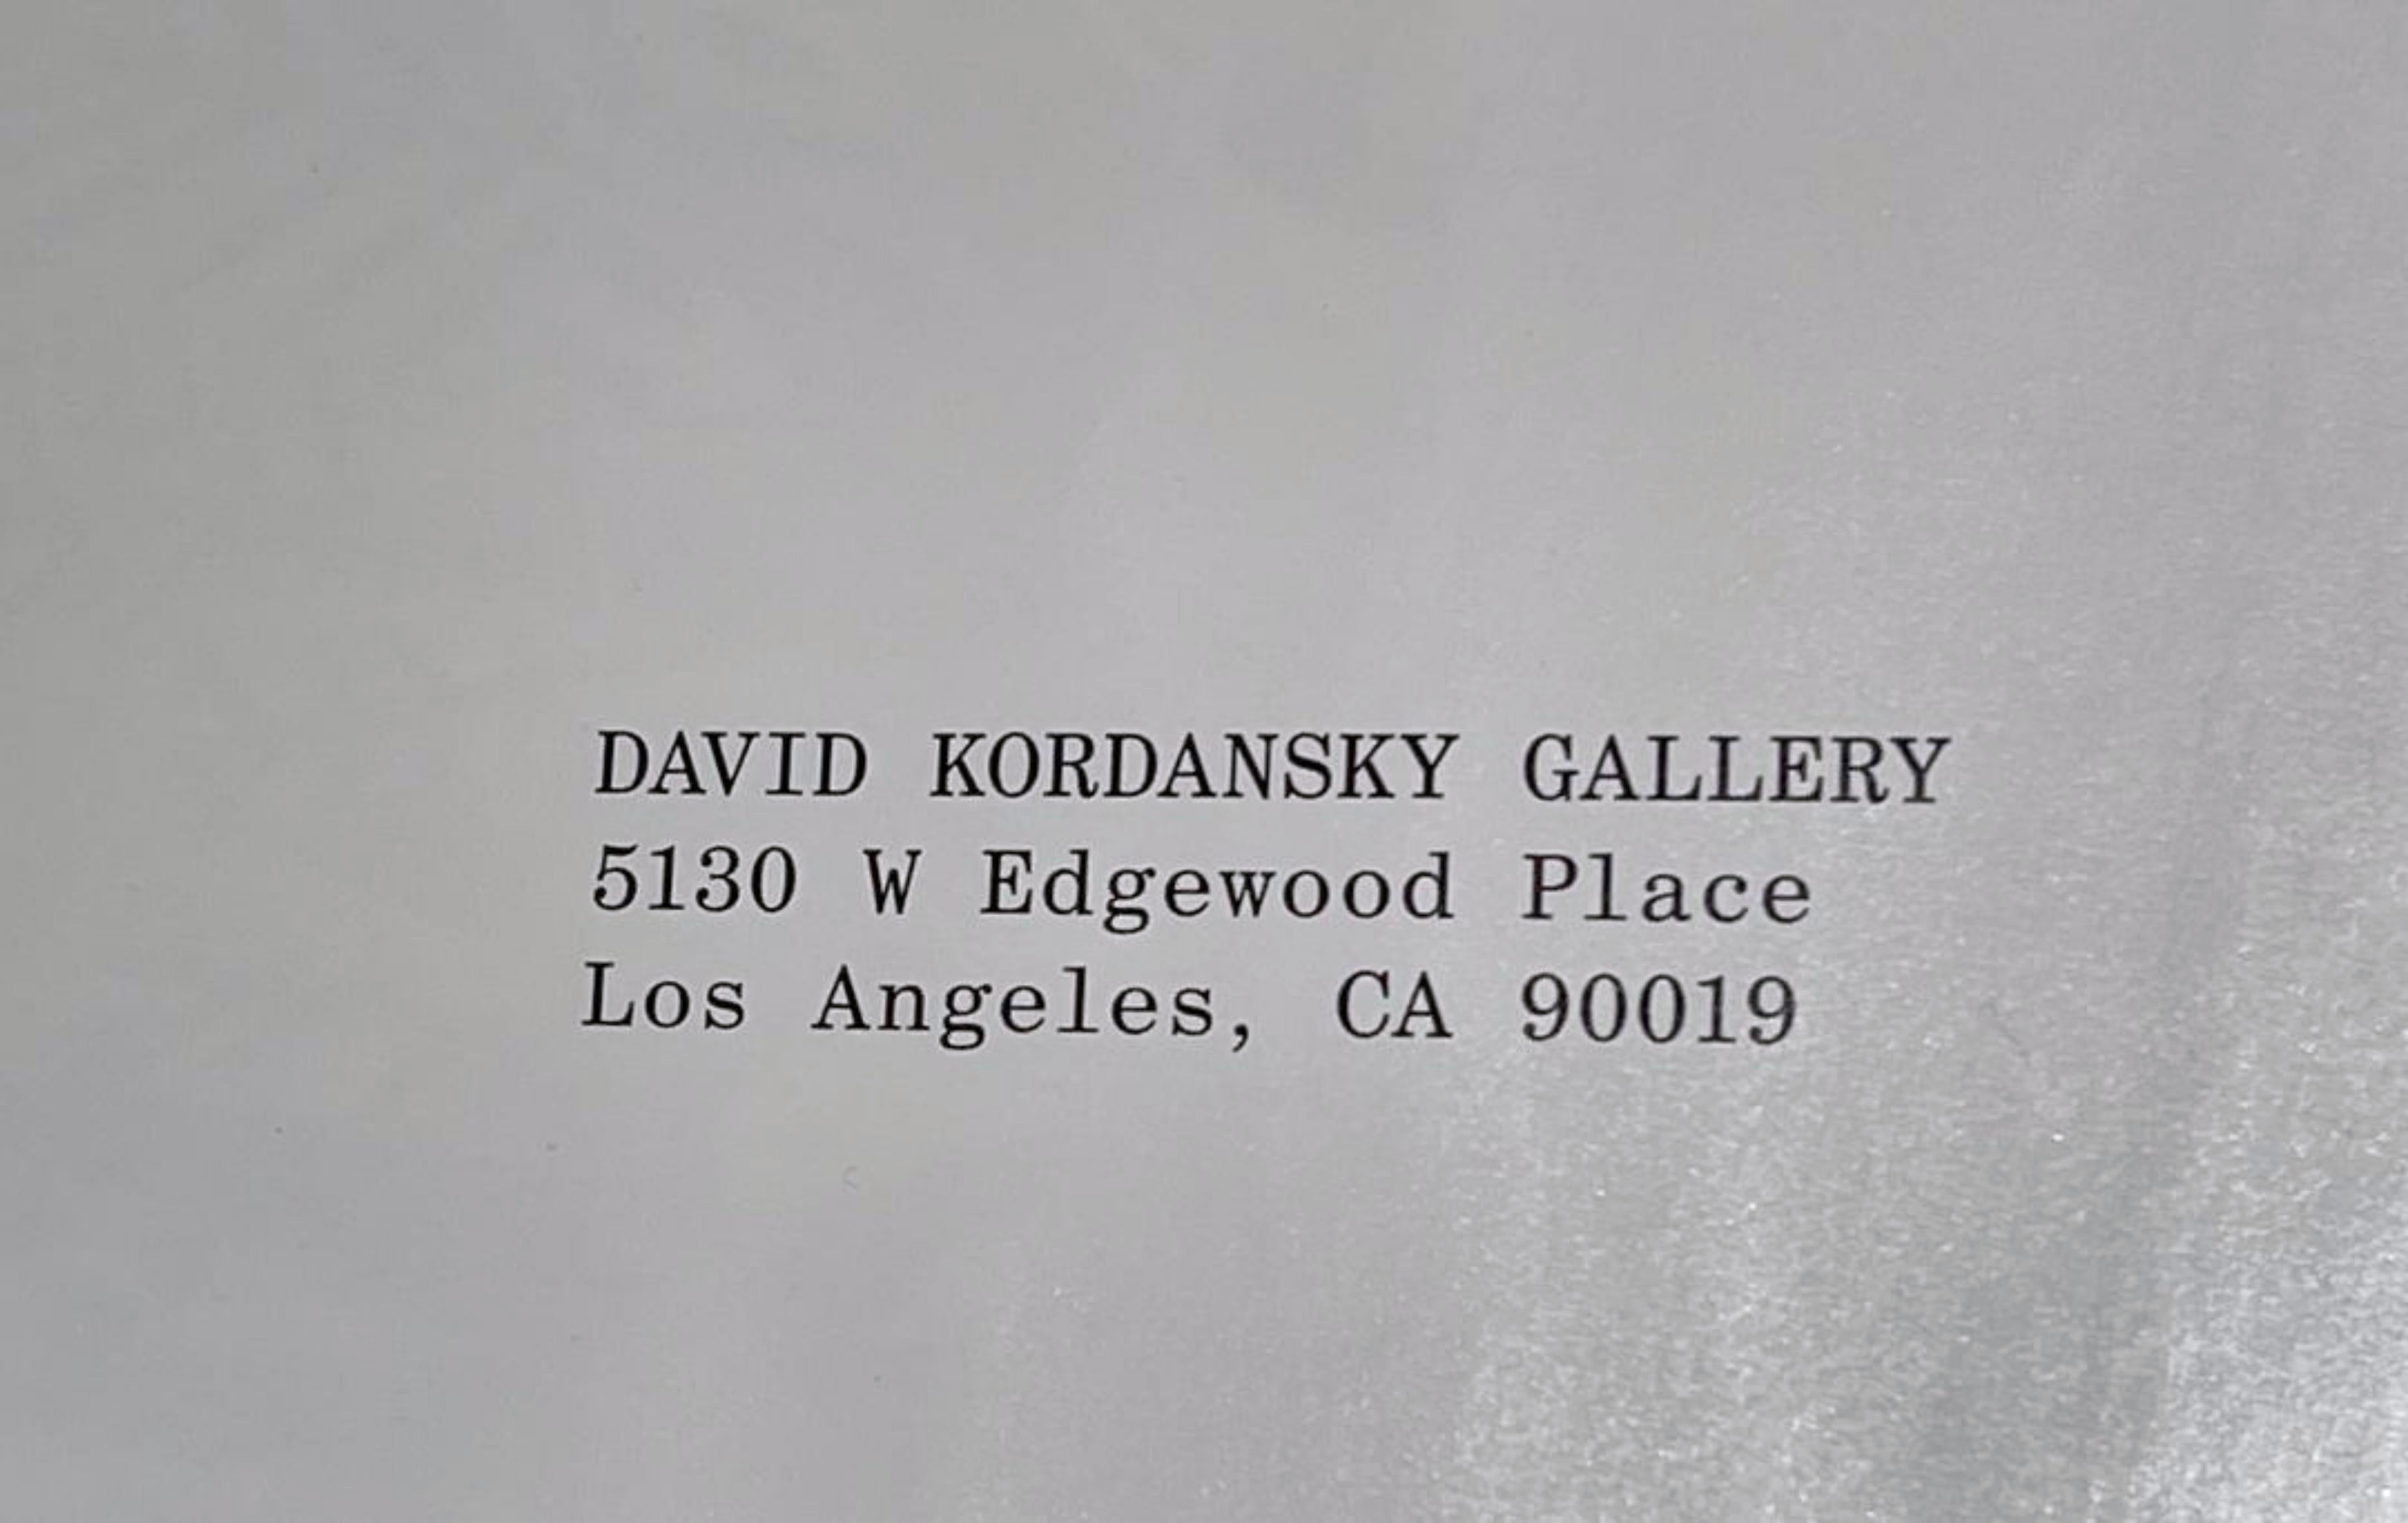 DAVID KORDANSKY GALLERY
5130 W Edgewood Place
Los Angeles, CA 90019